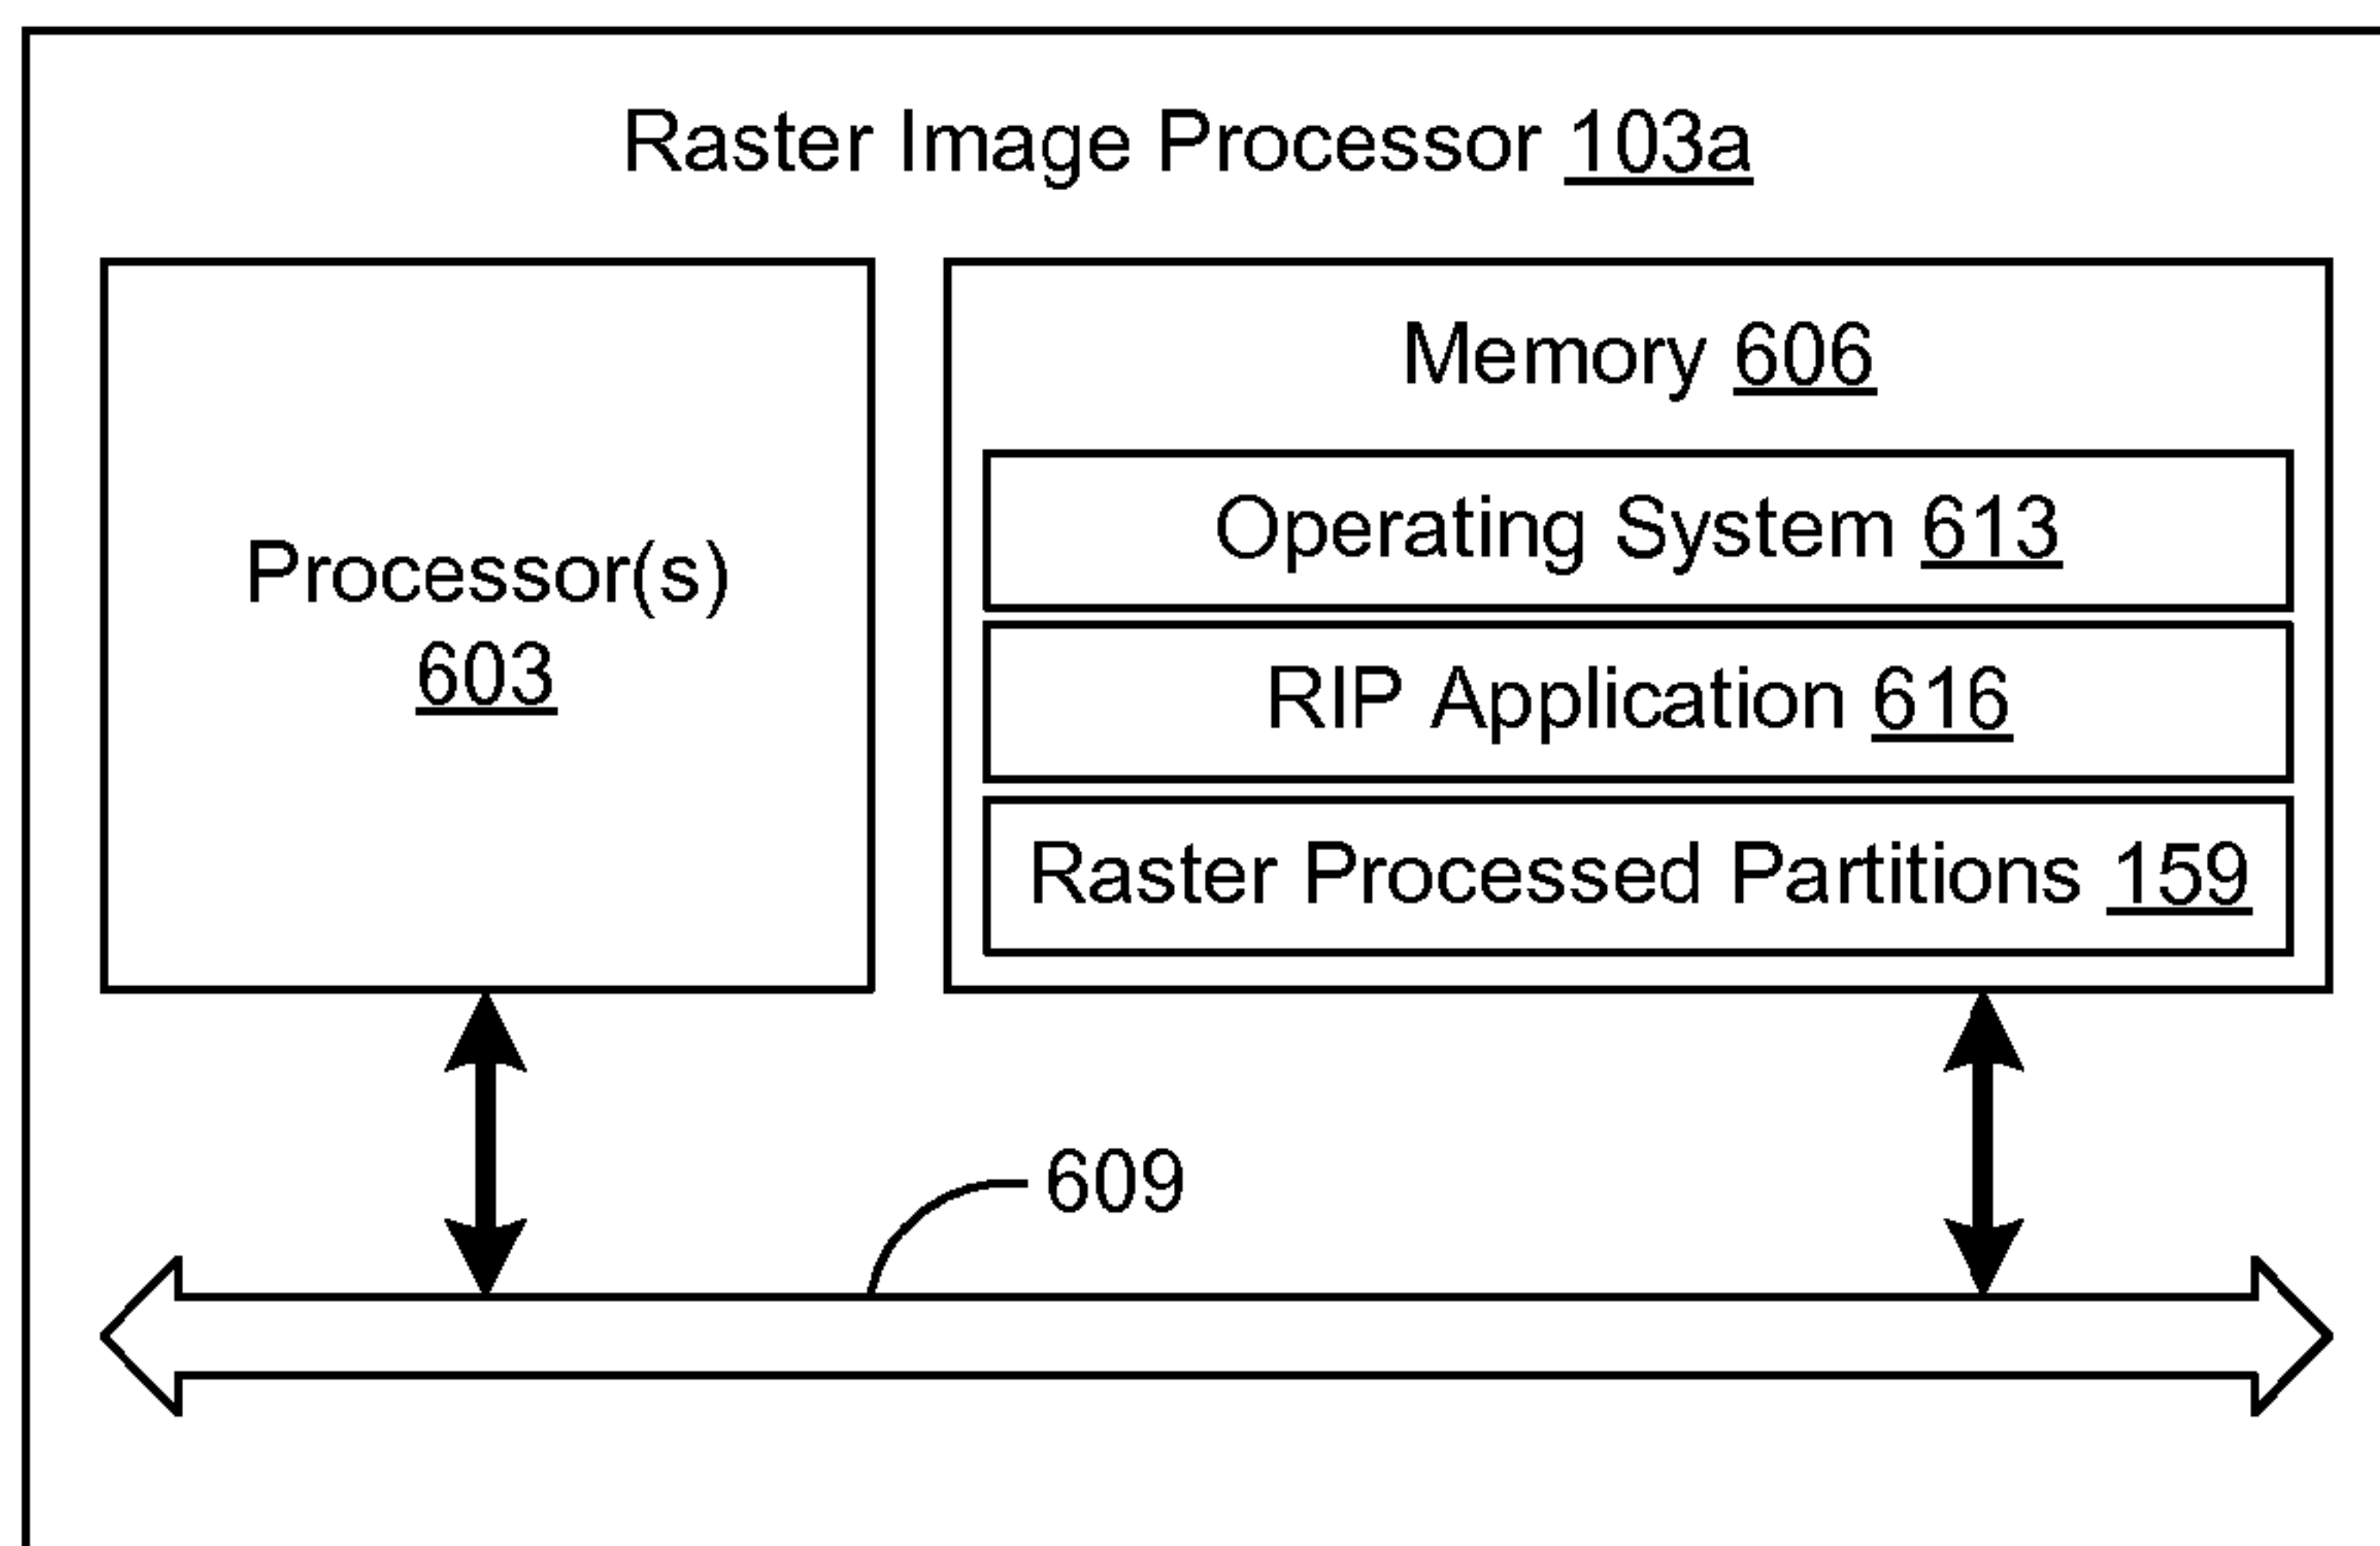 Raster Image Processor 103a
Processor(s)
603
Memory 606
Operating System 613
RIP Application 616
Raster Processed Partitions 159
609